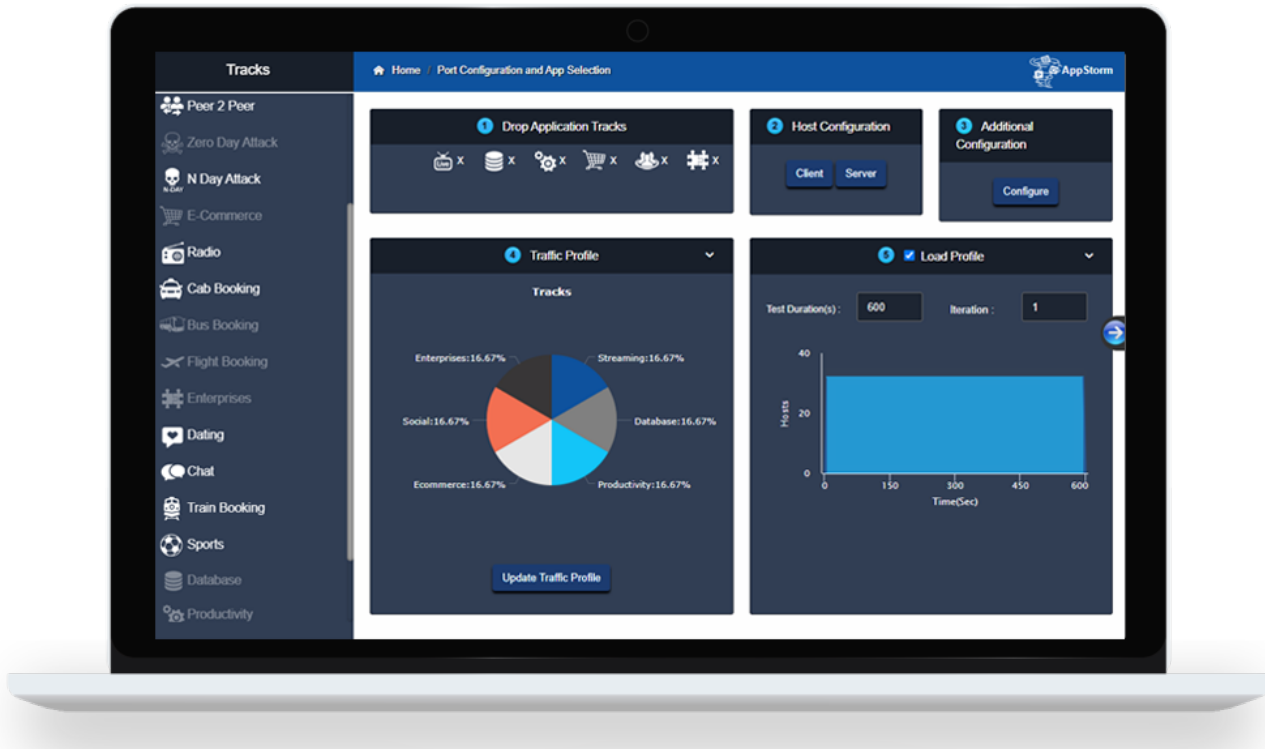 Tracks
Home / Port Configuration and App Selection
AppStorm
Peer 2 Peer
Zero Day Attack
N-DAY
N Day Attack
E-Commerce
Radio
Cab Booking
Bus Booking
Flight Booking
Enterprises
Dating
Chat
Train Booking
Sports
Database
Productivity
1 Drop Application Tracks
Live X X X X X X
2 Host Configuration
Client Server
3 Additional
Configuration
Configure
4 Traffic Profile
Tracks
Enterprises:16.67%
Streaming:16.67%
Social:16.67%
Database:16.67%
Ecommerce:16.67%
Productivity:16.67%
Update Traffic Profile
5 Load Profile
Test Duration(s) : 600 Iteration : 1
40
20
0
Hosts
0 150 300 450 600
Time(Sec)